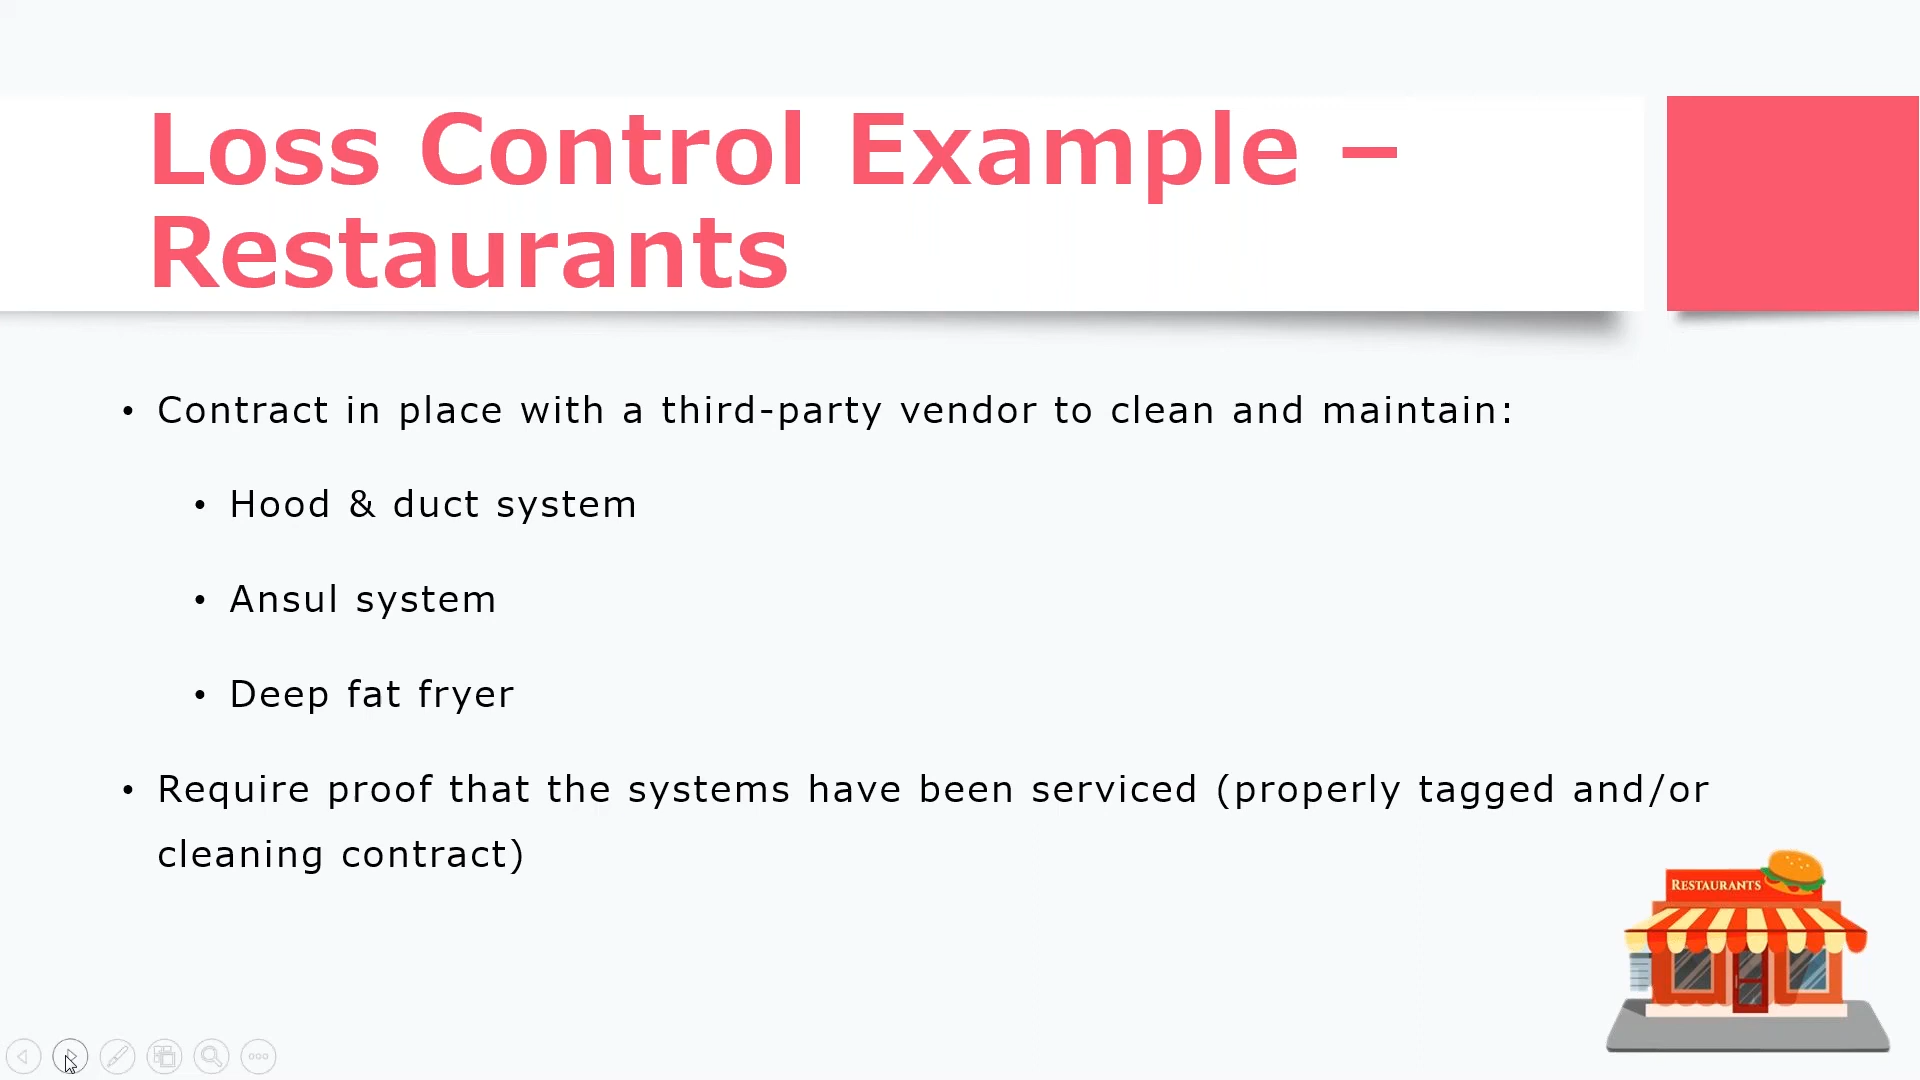 Loss Control Example –
Restaurants
• Contract in place with a third-party vendor to clean and maintain:
• Hood & duct system
• Ansul system
• Deep fat fryer
• Require proof that the systems have been serviced (properly tagged and/or
cleaning contract)
RESTAURANTS